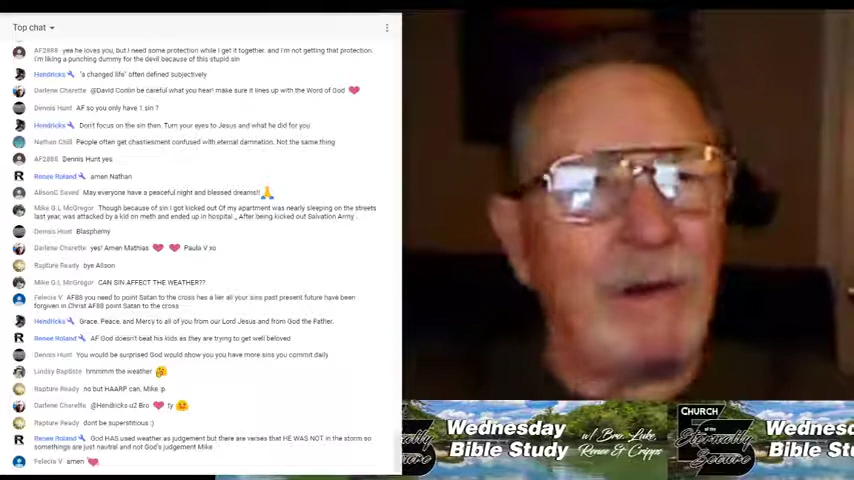 Top chat
AF2888 yea he loves you, but I need some protection while I get it together. and i'm not getting that protection.
i'm liking a punching dummy for the devil because of this stupid sin
Hendricks "a changed life" often defined subjectively
Darlene Charette @David Conlin be careful what you hear! make sure it lines up with the Word of God
Dennis Hunt AF so you only have 1 sin ?
Hendricks Don't focus on the sin then. Turn your eyes to Jesus and what he did for you.
Nathan Chill People often get chastiesment confused with eternal damnation. Not the same thing
AF2888 Dennis Hunt yes
R Renee Roland amen Nathan
AlisonE Saved May everyone have a peaceful night and blessed dreams!!
Mike G.I, McGregor Though because of sin I got kicked out Of my apartment was nearly sleeping on the streets
last year, was attacked by a kid on meth and ended up in hospital ,, After being kicked out Salvation Army .
Dennis Hunt Blasphemy
Darlene Charette yes! Amen Mathias Paula V xo
Rapture Ready bye Alison
Mike G.I, McGregor CAN SIN AFFECT THE WEATHER??
Felecia V AF88 you need to point Satan to the cross hes a lier all your sins past present future have been
forgiven in Christ AF88 point Satan to the cross
Hendricks Grace, Peace, and Mercy to all of you from our Lord Jesus and from God the Father.
R Renee Roland AF God doesn't beat his kids as they are trying to get well beloved
Dennis Hunt You would be surprised God would show you you have more sins you commit daily
Lindsy Baptiste hmmmm the weather
Rapture Ready no but HAARP can, Mike :p
Darlene Charette @Hendricks u2 Bro ty
Rapture Ready dont be superstitious :)
R Renee Roland God HAS used weather as judgement but there are verses that HE WAS NOT in the storm so
somethings are just nautral and not God's judgement Mike
Felecia V amen
Wednesday
Bible Study
w/ Bro. Luke,
Renee & Cripps
CHURCH
of the
Eternally
Secure
Wednesday
Bible Study